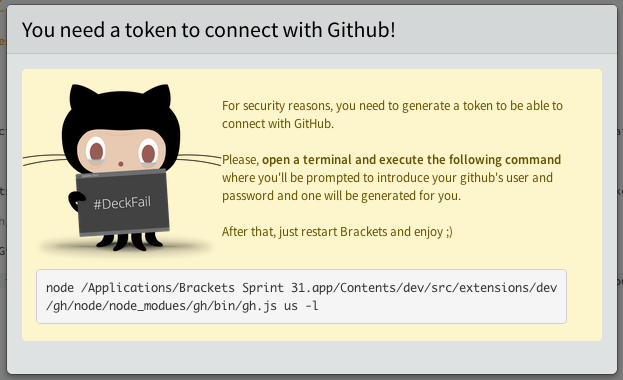 You need a token to connect with Github!
For security reasons, you need to generate a token to be able to
connect with GitHub.
Please, open a terminal and execute the following command
where you'll be prompted to introduce your github's user and
password and one will be generated for you.
#DeckFail
After that, just restart Brackets and enjoy ;)
node /Applications/Brackets Sprint 31.app/Contents/dev/src/extensions/dev
/gh/node/node_modues/gh/bin/gh.js us -l